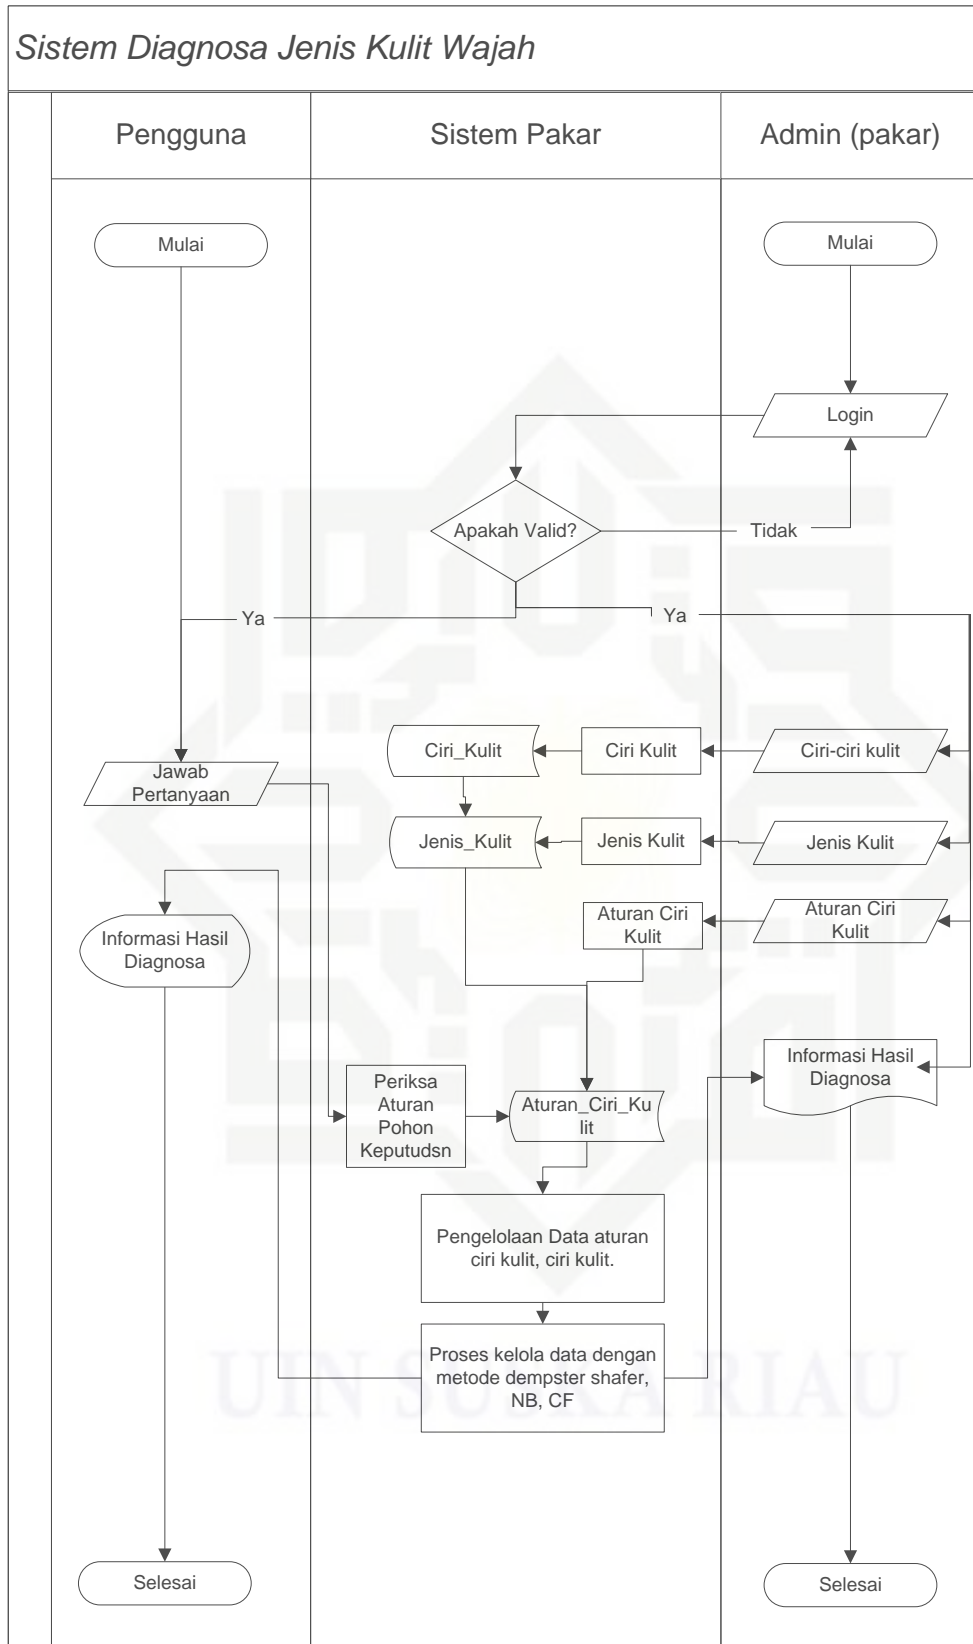 Sistem Diagnosa Jenis Kulit Wajah
Pengguna
Sistem Pakar
Admin (pakar)
Mulai
Mulai
Login
Apakah Valid?
Tidak
Ya
Ya
Ciri_Kulit
Ciri Kulit
Ciri-ciri kulit
Jawab
Pertanyaan
Jenis_Kulit
Jenis Kulit
Jenis Kulit
Aturan Ciri
Kulit
Aturan Ciri
Kulit
Informasi Hasil
Diagnosa
Informasi Hasil
Diagnosa
Periksa
Aturan
Pohon
Keputudsn
Aturan_Ciri_Ku
lit
Pengelolaan Data aturan
ciri kulit, ciri kulit.
Proses kelola data dengan
metode dempster shafer,
NB, CF
UIN SUSKA RIAU
Selesai
Selesai